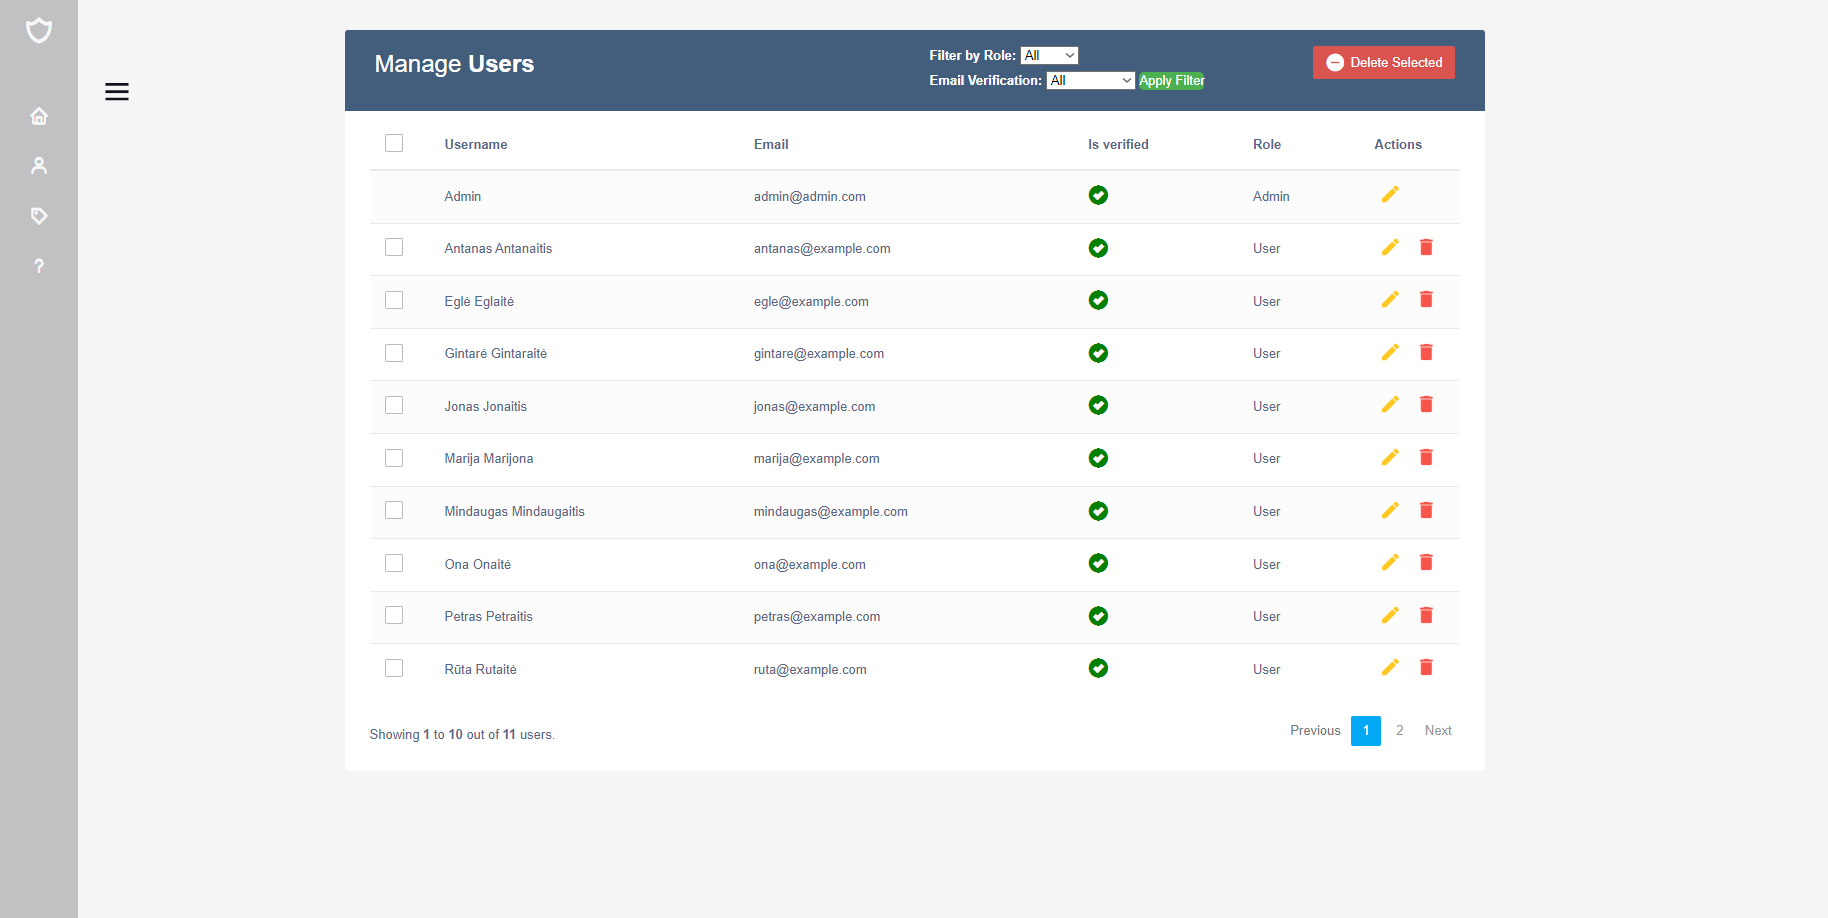 Manage Users
Filter by Role: All
Email Verification: All Apply Filter
Delete Selected
Username Email Is verified Role Actions
Admin admin@admin.com Admin
Antanas Antanaitis antanas@example.com User
Eglė Eglaitė egle@example.com User
Gintarė Gintaraitė gintare@example.com User
Jonas Jonaitis jonas@example.com User
Marija Marijona marija@example.com User
Mindaugas Mindaugaitis mindaugas@example.com User
Ona Onaitė ona@example.com User
Petras Petraitis petras@example.com User
Rūta Rutaitė ruta@example.com User
Showing 1 to 10 out of 11 users.
Previous 1 2 Next